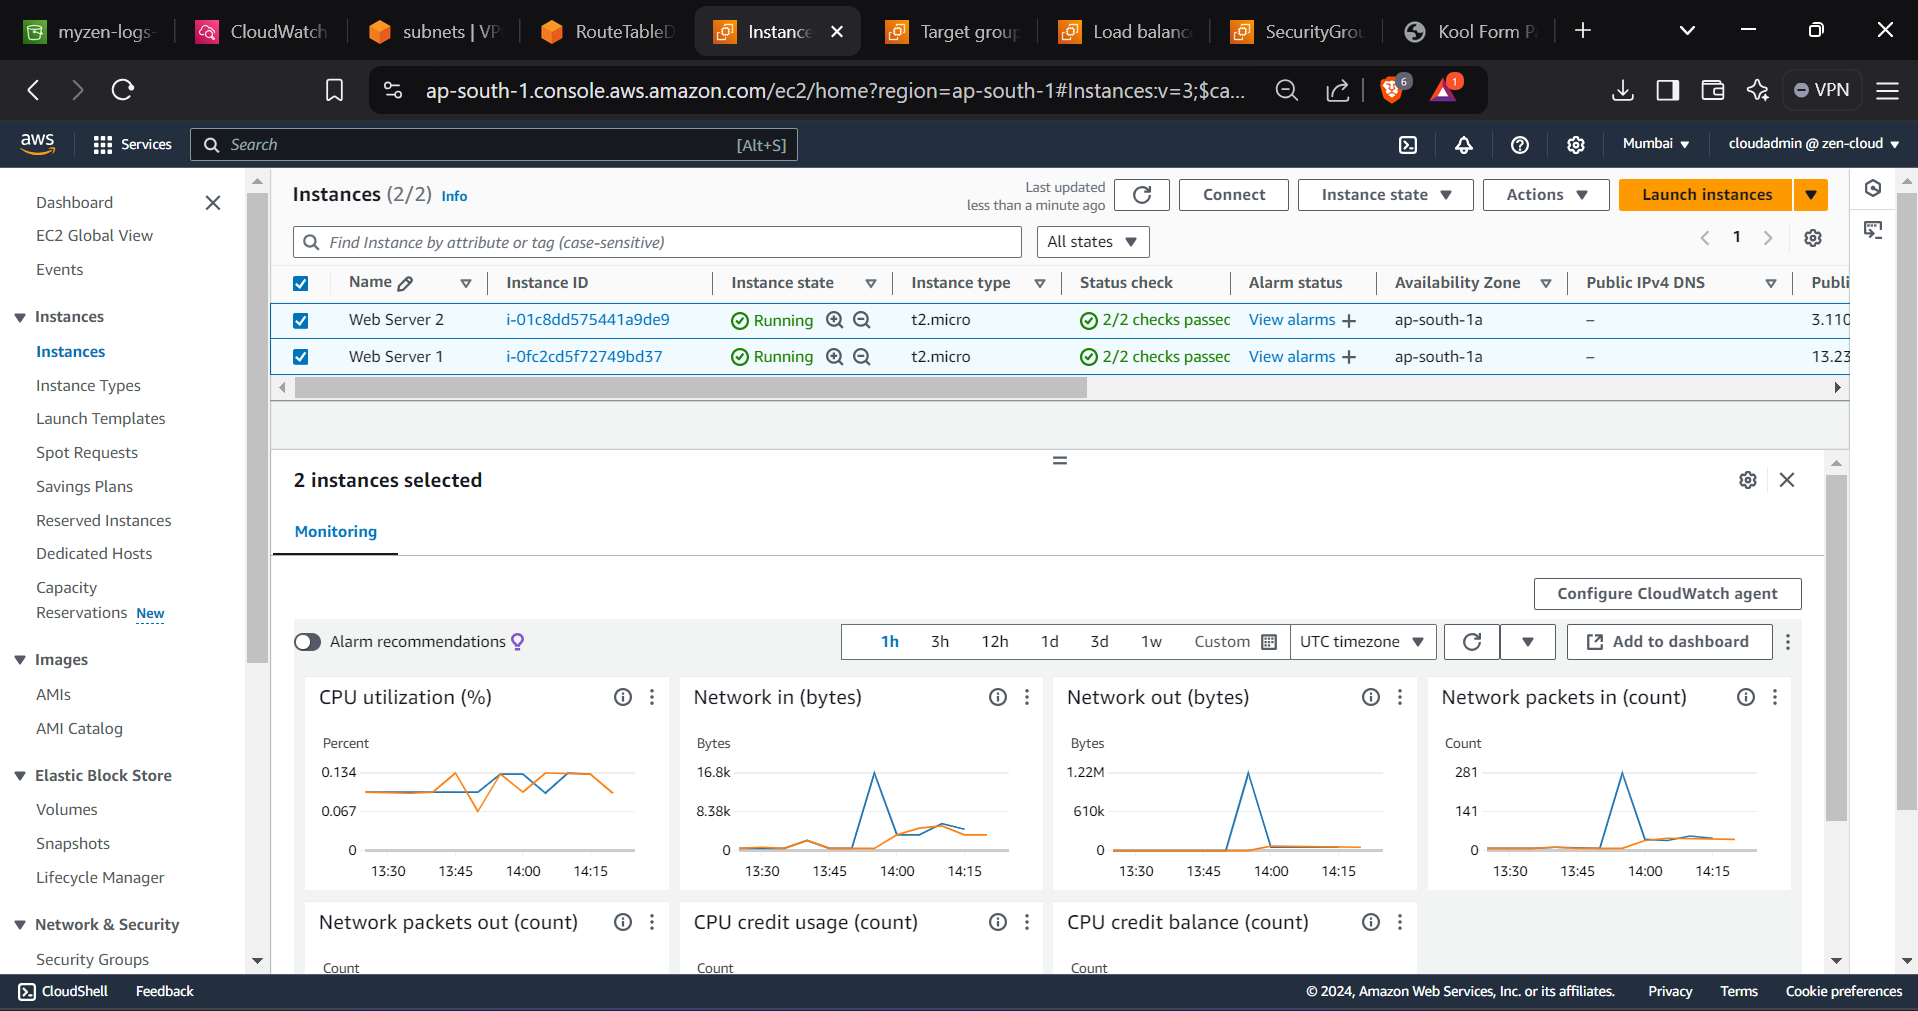 myzen-logs-
CloudWatch
subnets | VP
RouteTableD
Instance
Target group
Load balanc
SecurityGrou
Kool Form Pa
ap-south-1.console.aws.amazon.com/ec2/home?region=ap-south-1#Instances:v=3;$ca...
6
1
VPN
aws
Services
Search
[Alt+S]
Mumbai
cloudadmin @ zen-cloud
Dashboard
EC2 Global View
Events
Instances
Instances
Instance Types
Launch Templates
Spot Requests
Savings Plans
Reserved Instances
Dedicated Hosts
Capacity
Reservations New
Images
AMIs
AMI Catalog
Elastic Block Store
Volumes
Snapshots
Lifecycle Manager
Network & Security
Security Groups
Instances (2/2) Info
Last updated
less than a minute ago
Connect
Instance state
Actions
Launch instances
Find Instance by attribute or tag (case-sensitive)
All states
1
Name Instance ID Instance state Instance type Status check Alarm status Availability Zone Public IPv4 DNS Publi
Web Server 2 i-01c8dd575441a9de9 Running t2.micro 2/2 checks passec View alarms + ap-south-1a – 3.110
Web Server 1 i-0fc2cd5f72749bd37 Running t2.micro 2/2 checks passec View alarms + ap-south-1a – 13.23
2 instances selected
Monitoring
Configure CloudWatch agent
Alarm recommendations
1h 3h 12h 1d 3d 1w Custom UTC timezone
Add to dashboard
CPU utilization (%)
Percent
0.134
0.067
0
13:30 13:45 14:00 14:15
Network in (bytes)
Bytes
16.8k
8.38k
0
13:30 13:45 14:00 14:15
Network out (bytes)
Bytes
1.22M
610k
0
13:30 13:45 14:00 14:15
Network packets in (count)
Count
281
141
0
13:30 13:45 14:00 14:15
Network packets out (count)
Count
CPU credit usage (count)
Count
CPU credit balance (count)
Count
CloudShell
Feedback
© 2024, Amazon Web Services, Inc. or its affiliates.
Privacy
Terms
Cookie preferences